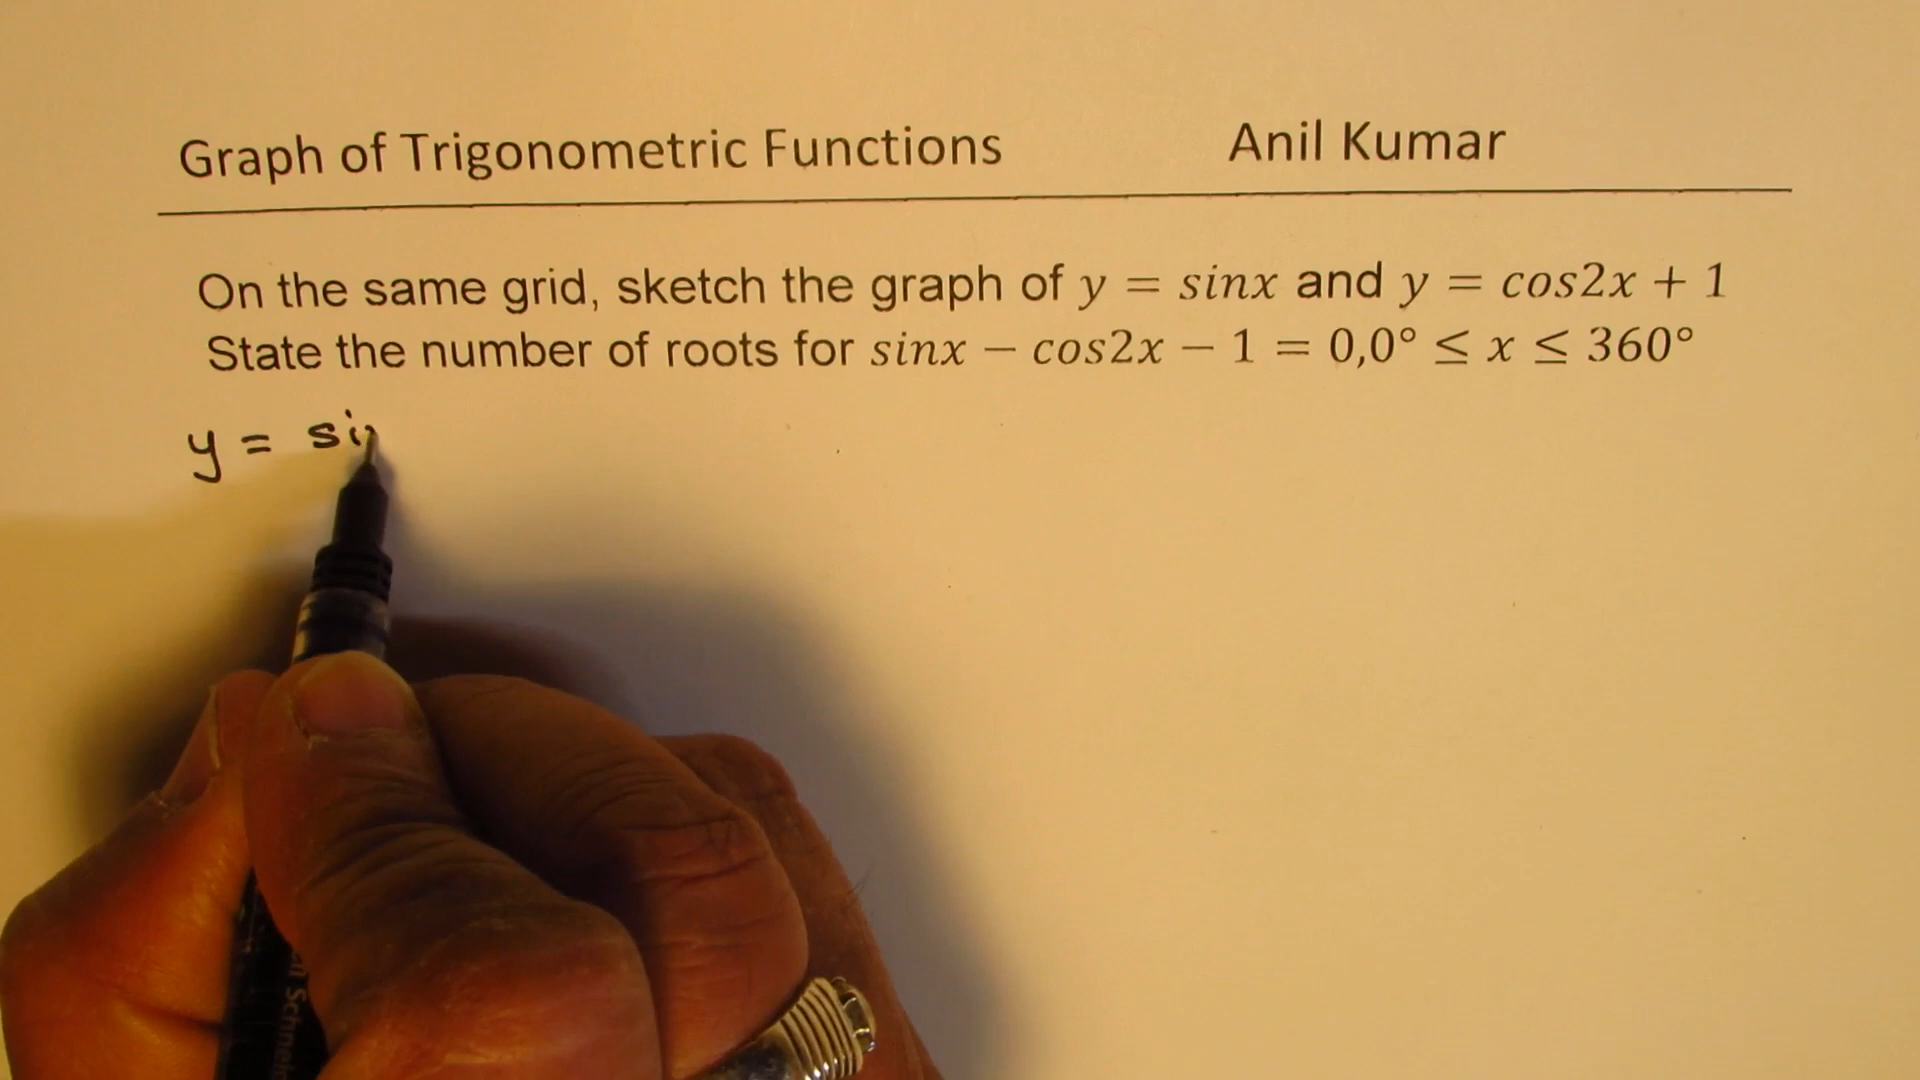 Graph of Trigonometric Functions Anil Kumar
On the same grid, sketch the graph of y = sinx and y = cos2x + 1
State the number of roots for sinx − cos2x − 1 = 0,0° ≤ x ≤ 360°
y = sin